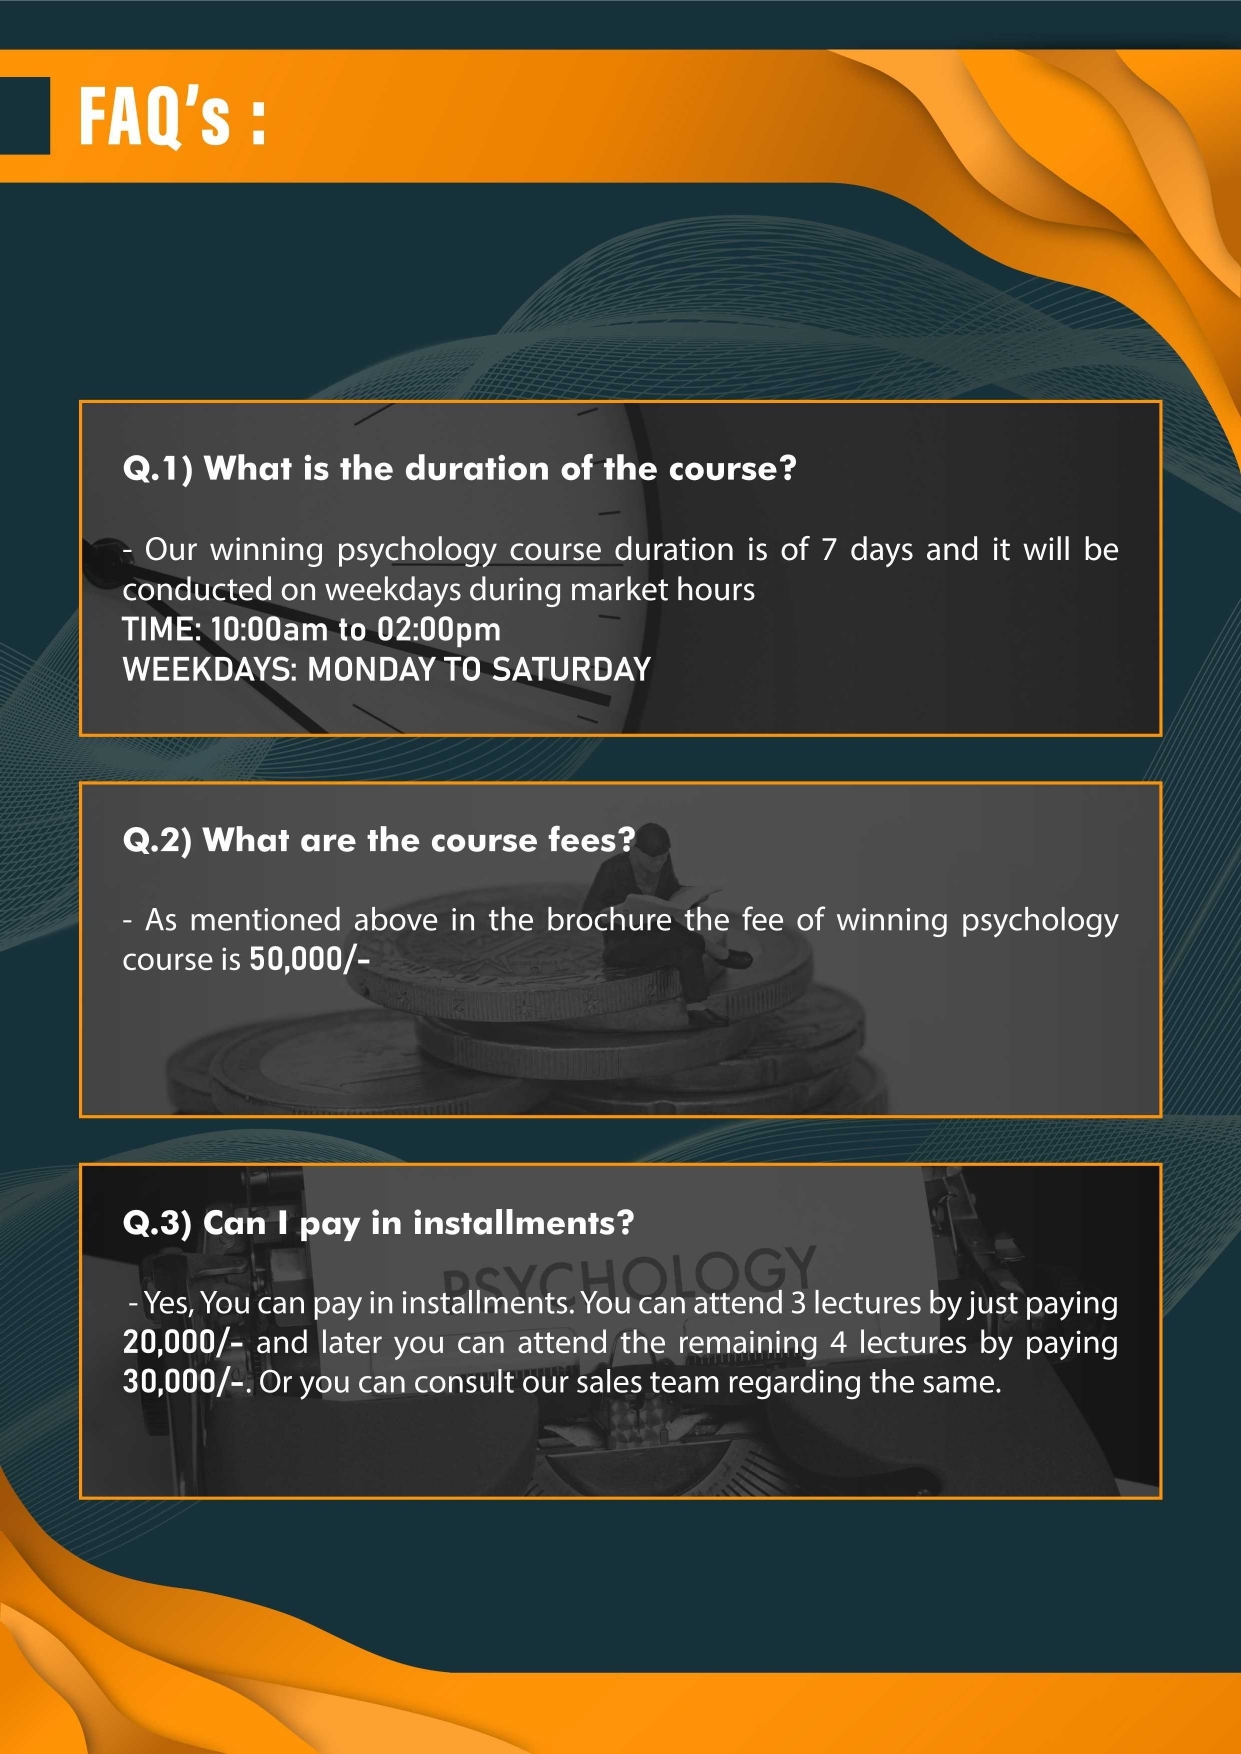 FAQ's :
Q.1) What is the duration of the course?
- Our winning psychology course duration is of 7 days and it will be
conducted on weekdays during market hours
TIME: 10:00am to 02:00pm
WEEKDAYS: MONDAY TO SATURDAY
Q.2) What are the course fees?
- As mentioned above in the brochure the fee of winning psychology
course is 50,000/-
Q.3) Can I pay in installments?
PSYCHOLOGY
- Yes, You can pay in installments. You can attend 3 lectures by just paying
20,000/- and later you can attend the remaining 4 lectures by paying
30,000/-. Or you can consult our sales team regarding the same.